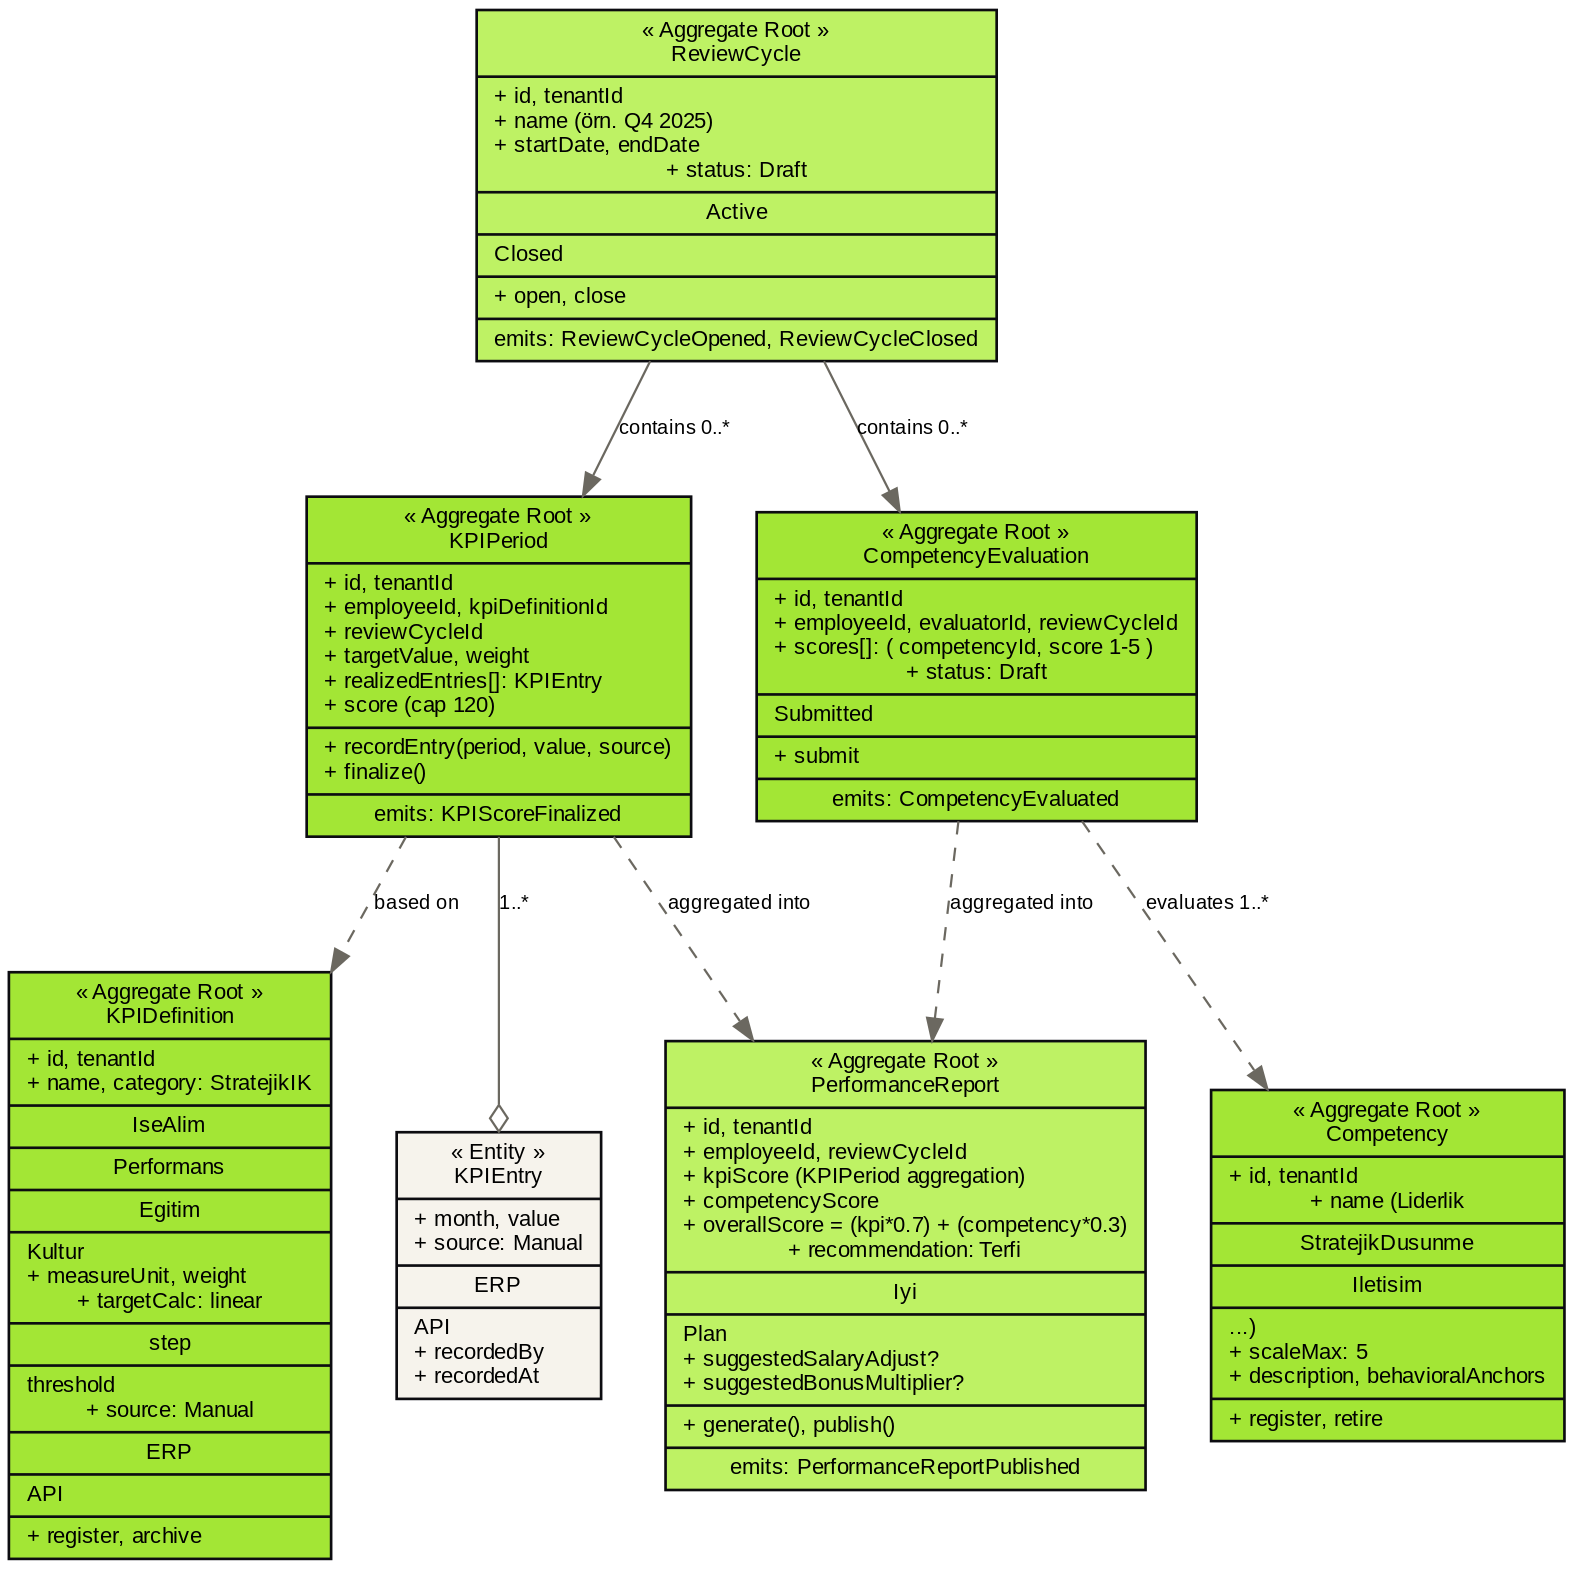 « Aggregate Root »
ReviewCycle
+ id, tenantId
+ name (örn. Q4 2025)
+ startDate, endDate
+ status: Draft
Active
Closed
+ open, close
emits: ReviewCycleOpened, ReviewCycleClosed
contains 0..*
contains 0..*
« Aggregate Root »
KPIPeriod
+ id, tenantId
+ employeeId, kpiDefinitionId
+ reviewCycleId
+ targetValue, weight
+ realizedEntries[]: KPIEntry
+ score (cap 120)
+ recordEntry(period, value, source)
+ finalize()
emits: KPIScoreFinalized
« Aggregate Root »
CompetencyEvaluation
+ id, tenantId
+ employeeId, evaluatorId, reviewCycleId
+ scores[]: ( competencyId, score 1-5 )
+ status: Draft
Submitted
+ submit
emits: CompetencyEvaluated
based on
1..*
aggregated into
aggregated into
evaluates 1..*
« Aggregate Root »
KPIDefinition
+ id, tenantId
+ name, category: StratejikIK
IseAlim
Performans
Egitim
Kultur
+ measureUnit, weight
+ targetCalc: linear
step
threshold
+ source: Manual
ERP
API
+ register, archive
« Entity »
KPIEntry
+ month, value
+ source: Manual
ERP
API
+ recordedBy
+ recordedAt
« Aggregate Root »
PerformanceReport
+ id, tenantId
+ employeeId, reviewCycleId
+ kpiScore (KPIPeriod aggregation)
+ competencyScore
+ overallScore = (kpi*0.7) + (competency*0.3)
+ recommendation: Terfi
Iyi
Plan
+ suggestedSalaryAdjust?
+ suggestedBonusMultiplier?
+ generate(), publish()
emits: PerformanceReportPublished
« Aggregate Root »
Competency
+ id, tenantId
+ name (Liderlik
StratejikDusunme
Iletisim
...)
+ scaleMax: 5
+ description, behavioralAnchors
+ register, retire